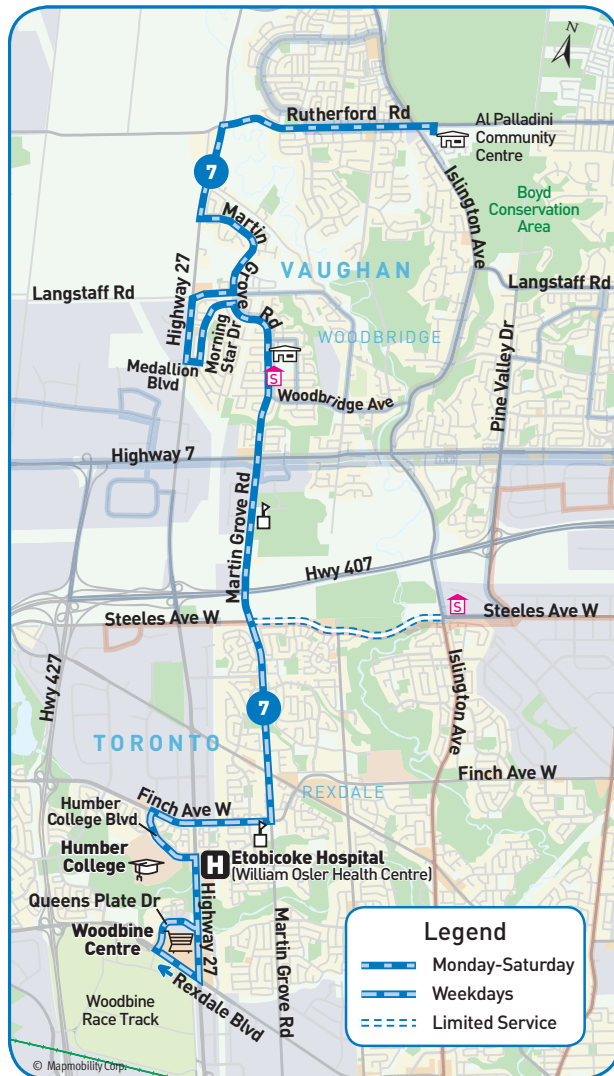 N
Rutherford Rd
Al Palladini
Community
Centre
7
Islington Ave
Boyd
Conservation
Area
Martin
Grove
Rd
VAUGHAN
Langstaff Rd
Highway 27
Langstaff Rd
Morning
Star Dr
WOODBRIDGE
Pine Valley Dr
Medallion
Blvd
S
Woodbridge Ave
Highway 7
Martin Grove Rd
Hwy 407
S
Steeles Ave W
Steeles Ave W
Hwy 427
Islington Ave
7
TORONTO
Finch Ave W
REXDALE
Humber
College Blvd
Finch Ave W
Humber
College
H
Etobicoke Hospital
(William Osler Health Centre)
Queens Plate Dr
Highway 27
Woodbine
Centre
Martin Grove Rd
Rexdale Blvd
Woodbine
Race Track
Legend
Monday-Saturday
Weekdays
Limited Service
© Mapmobility Corp.